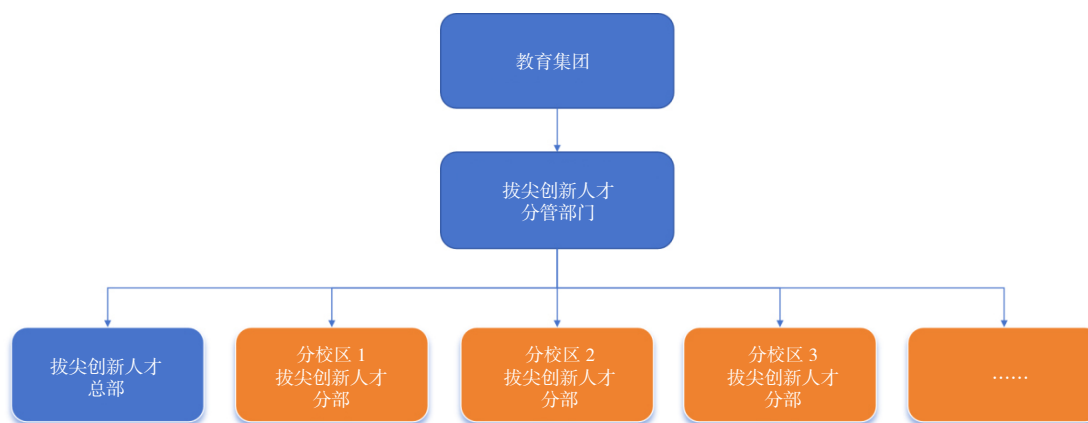 教育集团
拔尖创新人才
分管部门
拔尖创新人才
总部
分校区 1
拔尖创新人才
分部
分校区 2
拔尖创新人才
分部
分校区 3
拔尖创新人才
分部
……